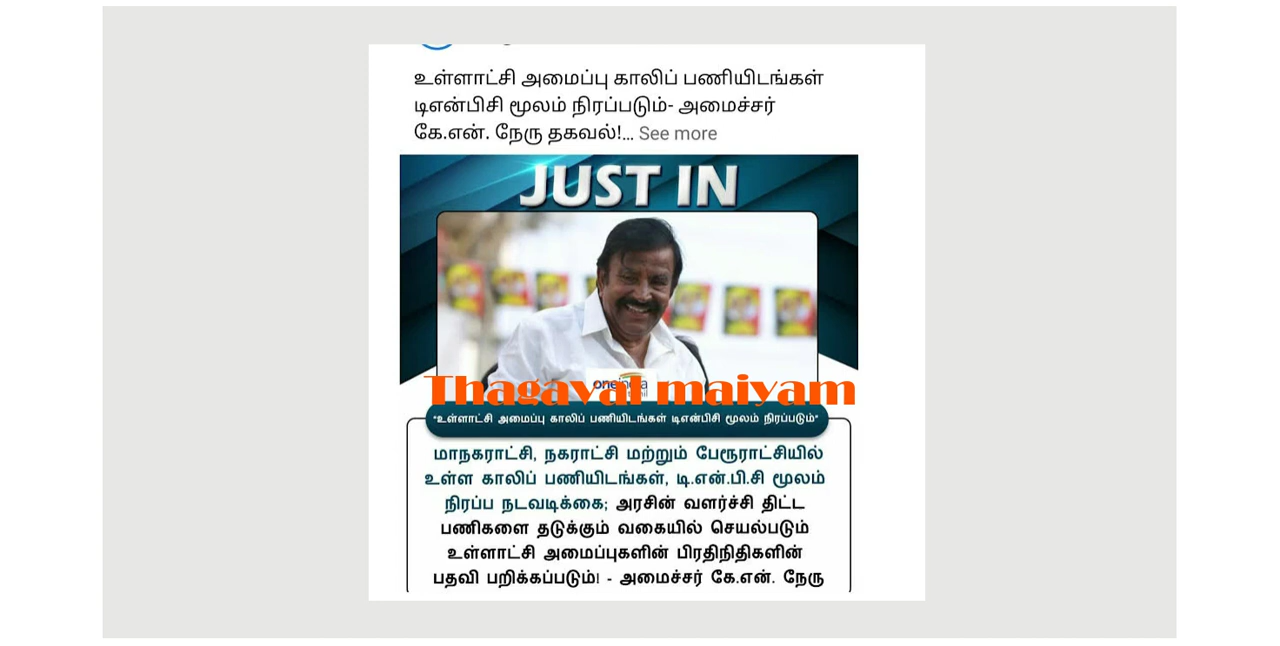 உள்ளாட்சி அமைப்பு காலிப் பணியிடங்கள்
டிஎன்பிசி மூலம் நிரப்படும்- அமைச்சர்
கே.என். நேரு தகவல்!... See more
JUST IN
oneindia
Thagaval maiyam
"உள்ளாட்சி அமைப்பு காலிப் பணியிடங்கள் டிஎன்பிசி மூலம் நிரப்படும்"
மாநகராட்சி, நகராட்சி மற்றும் பேரூராட்சியில்
உள்ள காலிப் பணியிடங்கள், டி.என்.பி.சி மூலம்
நிரப்ப நடவடிக்கை; அரசின் வளர்ச்சி திட்ட
பணிகளை தடுக்கும் வகையில் செயல்படும்
உள்ளாட்சி அமைப்புகளின் பிரதிநிதிகளின்
பதவி பறிக்கப்படும்! - அமைச்சர் கே.என். நேரு